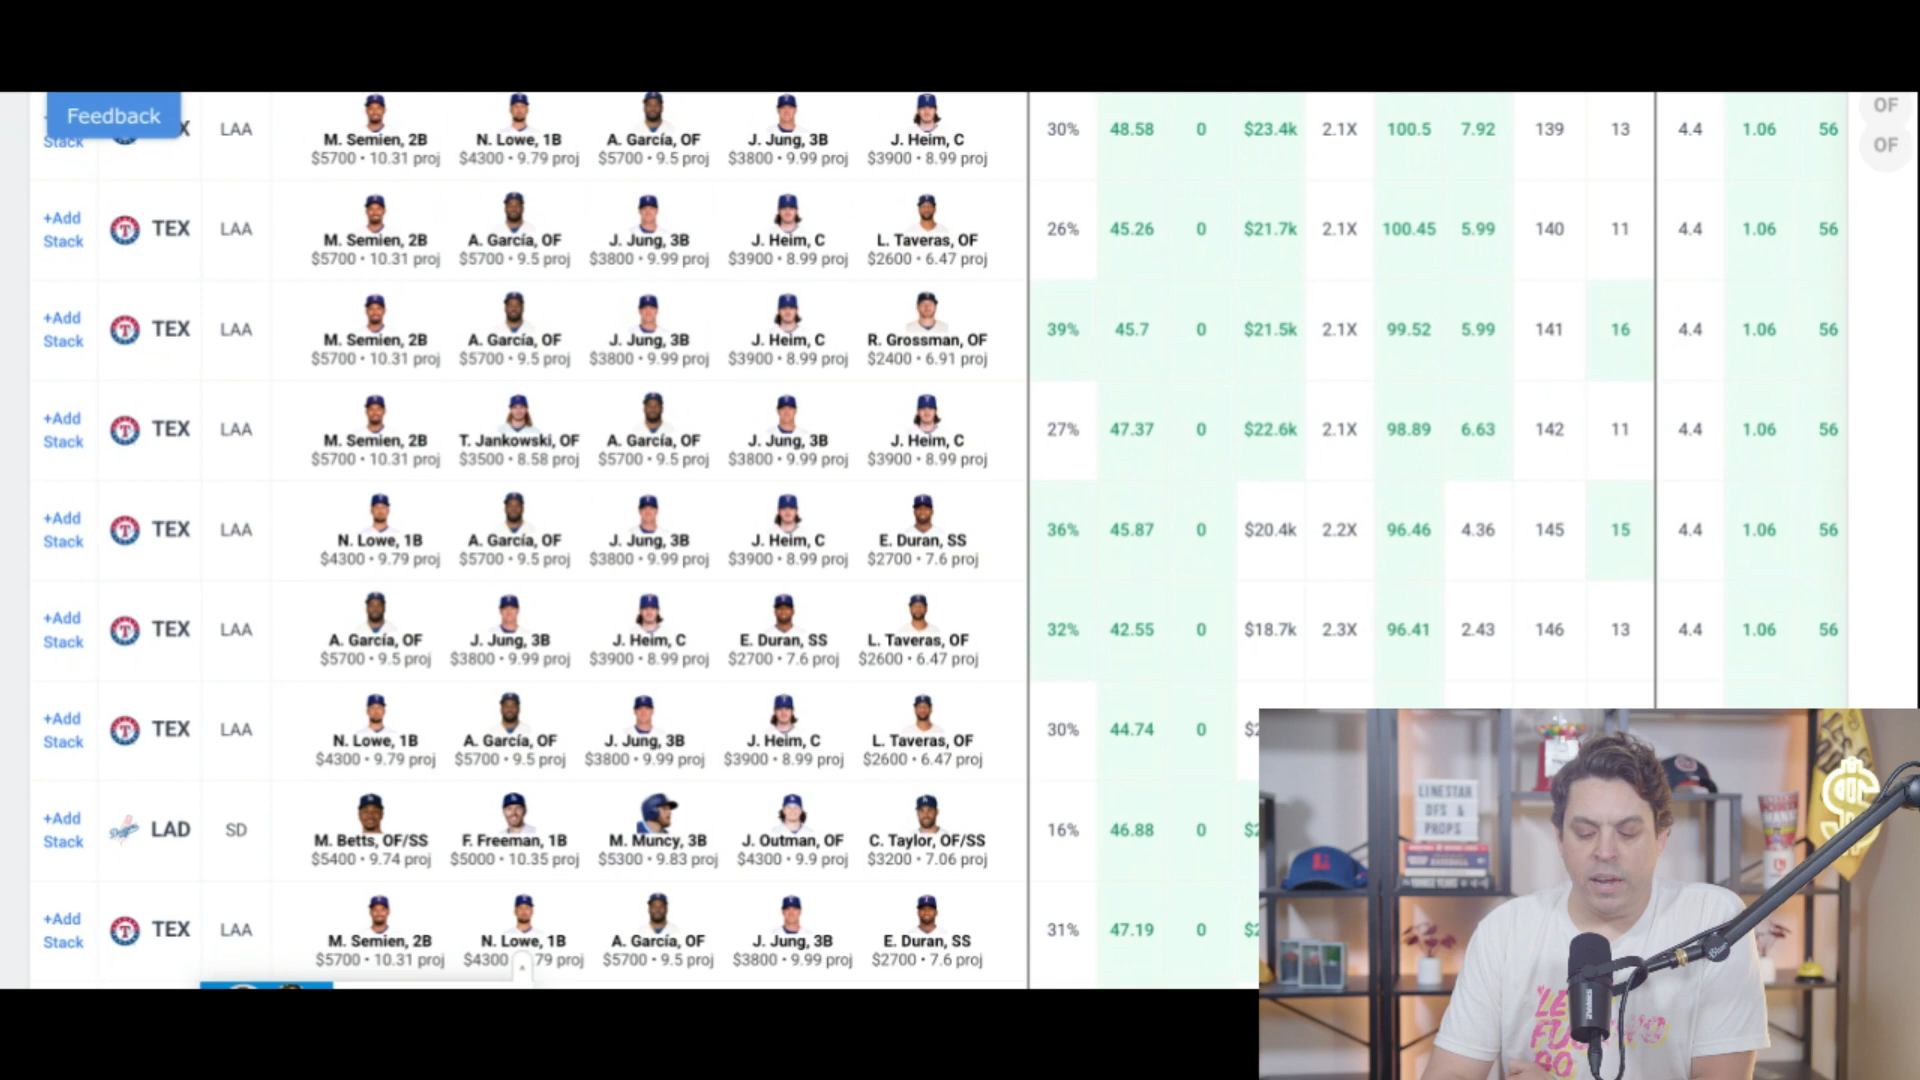 Feedback
Stack
X
LAA
M. Semien, 2B
$5700 • 10.31 proj
N. Lowe, 1B
$4300 • 9.79 proj
A. García, OF
$5700 • 9.5 proj
J. Jung, 3B
$3800 • 9.99 proj
J. Heim, C
$3900 • 8.99 proj
30% 48.58 0 $23.4k 2.1X 100.5 7.92 139 13 4.4 1.06 56
OF
OF
+Add
Stack
TEX
LAA
M. Semien, 2B
$5700 • 10.31 proj
A. García, OF
$5700 • 9.5 proj
J. Jung, 3B
$3800 • 9.99 proj
J. Heim, C
$3900 • 8.99 proj
L. Taveras, OF
$2600 • 6.47 proj
26% 45.26 0 $21.7k 2.1X 100.45 5.99 140 11 4.4 1.06 56
+Add
Stack
TEX
LAA
M. Semien, 2B
$5700 • 10.31 proj
A. García, OF
$5700 • 9.5 proj
J. Jung, 3B
$3800 • 9.99 proj
J. Heim, C
$3900 • 8.99 proj
R. Grossman, OF
$2400 • 6.91 proj
39% 45.7 0 $21.5k 2.1X 99.52 5.99 141 16 4.4 1.06 56
+Add
Stack
TEX
LAA
M. Semien, 2B
$5700 • 10.31 proj
T. Jankowski, OF
$3500 • 8.58 proj
A. García, OF
$5700 • 9.5 proj
J. Jung, 3B
$3800 • 9.99 proj
J. Heim, C
$3900 • 8.99 proj
27% 47.37 0 $22.6k 2.1X 98.89 6.63 142 11 4.4 1.06 56
+Add
Stack
TEX
LAA
N. Lowe, 1B
$4300 • 9.79 proj
A. García, OF
$5700 • 9.5 proj
J. Jung, 3B
$3800 • 9.99 proj
J. Heim, C
$3900 • 8.99 proj
E. Duran, SS
$2700 • 7.6 proj
36% 45.87 0 $20.4k 2.2X 96.46 4.36 145 15 4.4 1.06 56
+Add
Stack
TEX
LAA
A. García, OF
$5700 • 9.5 proj
J. Jung, 3B
$3800 • 9.99 proj
J. Heim, C
$3900 • 8.99 proj
E. Duran, SS
$2700 • 7.6 proj
L. Taveras, OF
$2600 • 6.47 proj
32% 42.55 0 $18.7k 2.3X 96.41 2.43 146 13 4.4 1.06 56
+Add
Stack
TEX
LAA
N. Lowe, 1B
$4300 • 9.79 proj
A. García, OF
$5700 • 9.5 proj
J. Jung, 3B
$3800 • 9.99 proj
J. Heim, C
$3900 • 8.99 proj
L. Taveras, OF
$2600 • 6.47 proj
30% 44.74 0 $2
+Add
Stack
LAD
SD
M. Betts, OF/SS
$5400 • 9.74 proj
F. Freeman, 1B
$5000 • 10.35 proj
M. Muncy, 3B
$5300 • 9.83 proj
J. Outman, OF
$4300 • 9.9 proj
C. Taylor, OF/SS
$3200 • 7.06 proj
16% 46.88 0 $2
+Add
Stack
TEX
LAA
M. Semien, 2B
$5700 • 10.31 proj
N. Lowe, 1B
$4300 79 proj
A. García, OF
$5700 • 9.5 proj
J. Jung, 3B
$3800 • 9.99 proj
E. Duran, SS
$2700 • 7.6 proj
31% 47.19 0 $2
LINESTAR
DFS &
PROPS